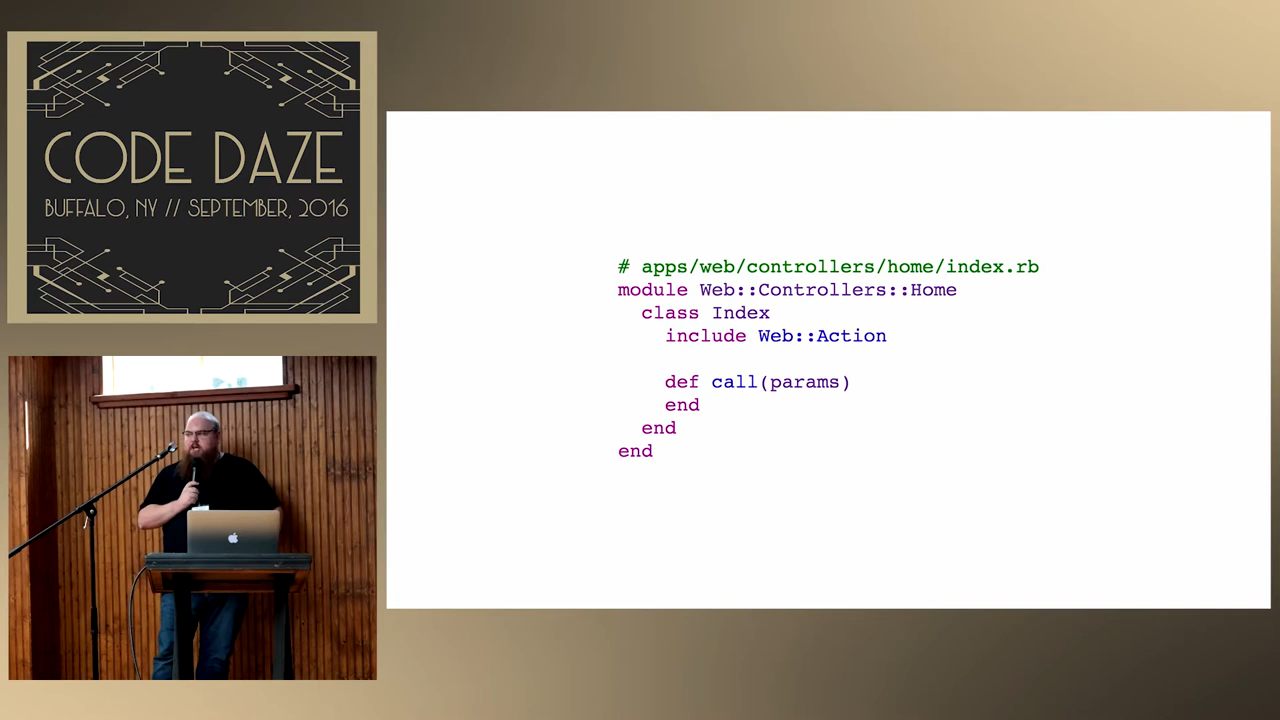 CODE DAZE
BUFFALO, NY // SEPTEMBER, 2016
# apps/web/controllers/home/index.rb
module Web::Controllers::Home
  class Index
    include Web::Action

    def call(params)
    end
  end
end